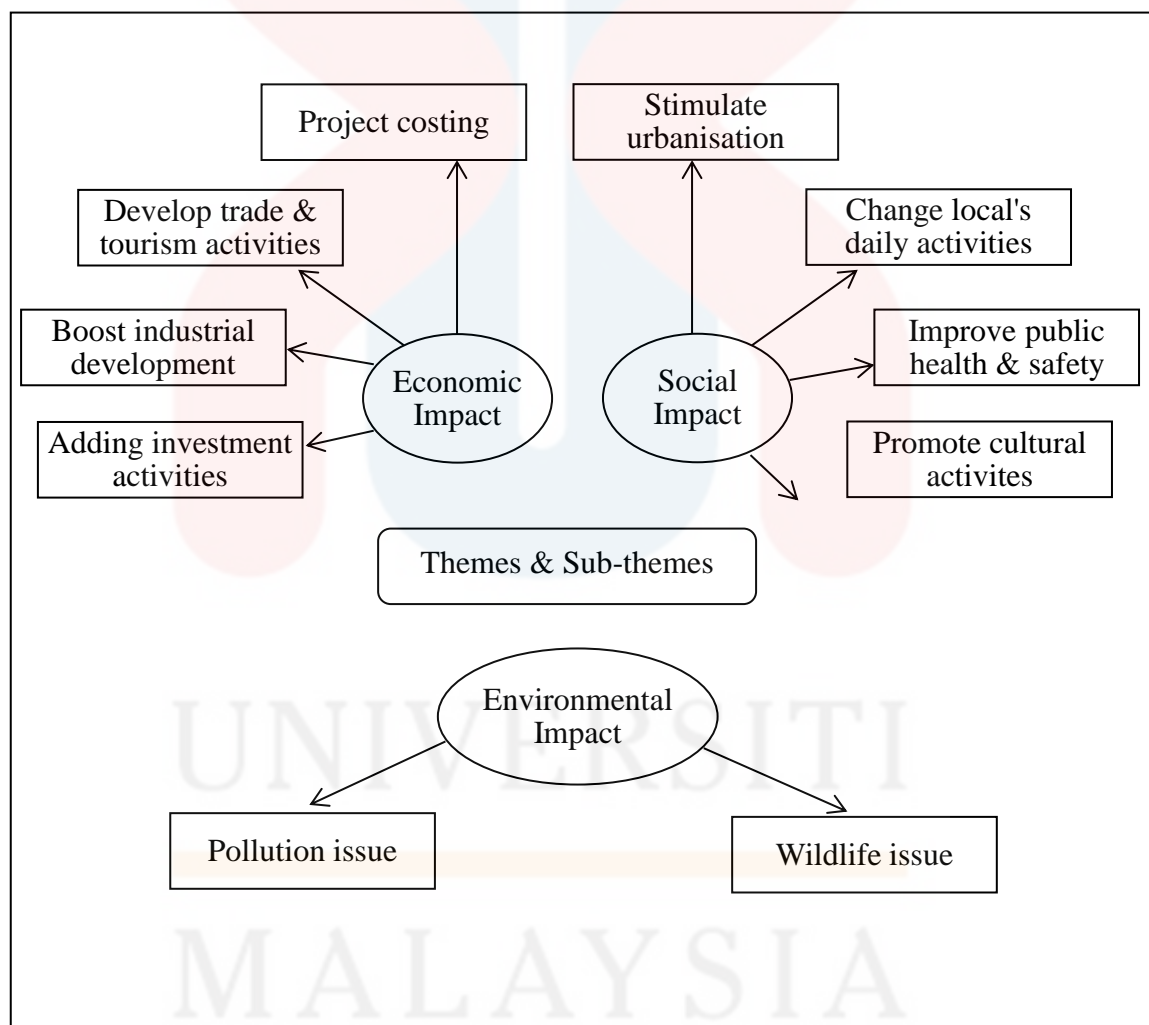 Project costing
Stimulate
urbanisation
Develop trade &
tourism activities
Change local's
daily activities
Boost industrial
development
Economic
Impact
Social
Impact
Improve public
health & safety
Adding investment
activities
Promote cultural
activites
Themes & Sub-themes
Environmental
Impact
UNIVERSITI
Pollution issue
Wildlife issue
MALAYSIA